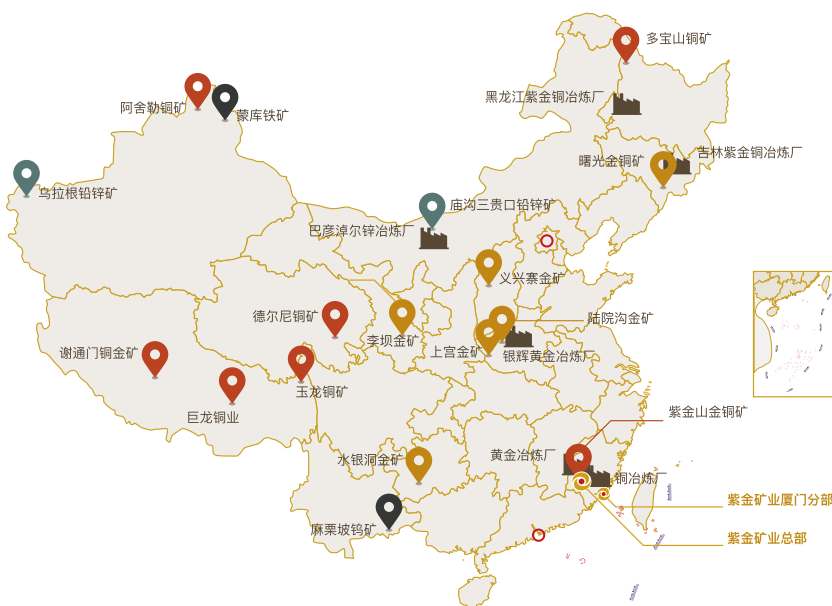 多宝山铜矿
黑龙江紫金铜冶炼厂
阿舍勒铜矿
蒙库铁矿
吉林紫金铜冶炼厂
曙光金铜矿
乌拉根铅锌矿
庙沟三贵口铅锌矿
巴彦淖尔锌冶炼厂
义兴寨金矿
德尔尼铜矿
陆院沟金矿
李坝金矿
谢通门铜金矿
上宫金矿
银辉黄金冶炼厂
玉龙铜矿
巨龙铜业
紫金山金铜矿
黄金冶炼厂
水银洞金矿
铜冶炼厂
紫金矿业厦门分部
麻栗坡钨矿
紫金矿业总部